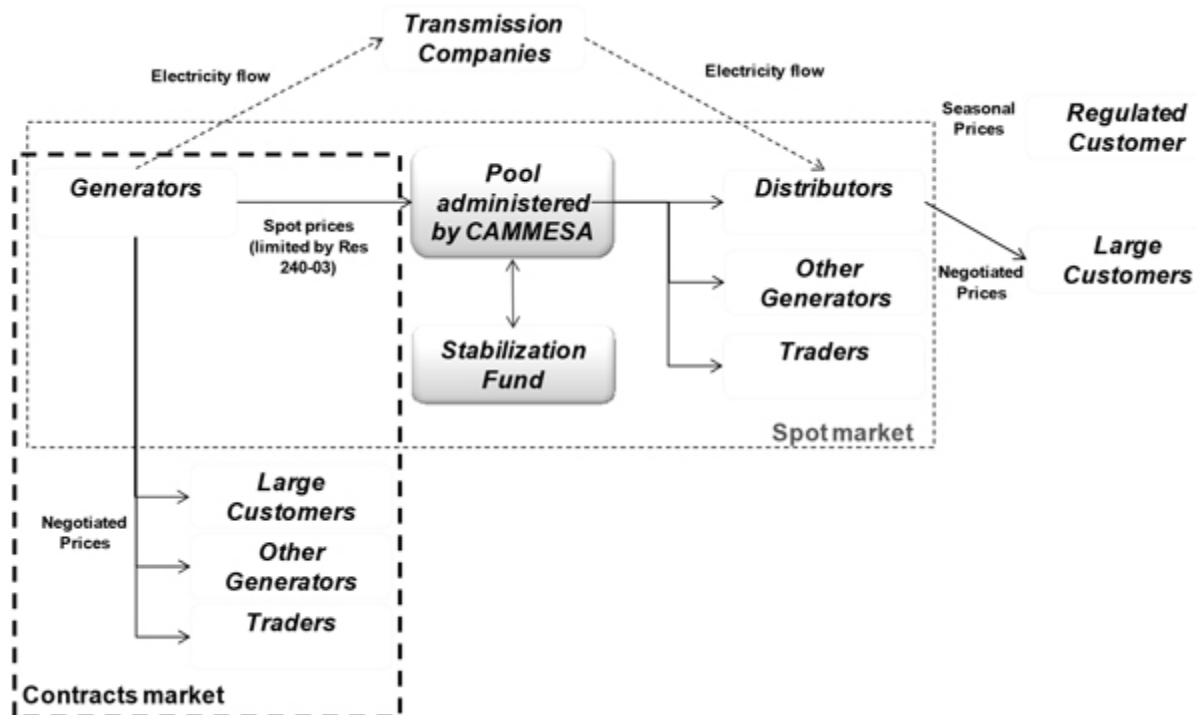 Transmission
Companies
Electricity flow
Electricity flow
Seasonal
Prices
Regulated
Customer
Generators
Pool
administered
by CAMMESA
Distributors
Spot prices
(limited by Res
240-03)
Other
Generators
Negotiated
Prices
Large
Customers
Stabilization
Fund
Traders
Spot market
Large
Customers
Negotiated
Prices
Other
Generators
Traders
Contracts market